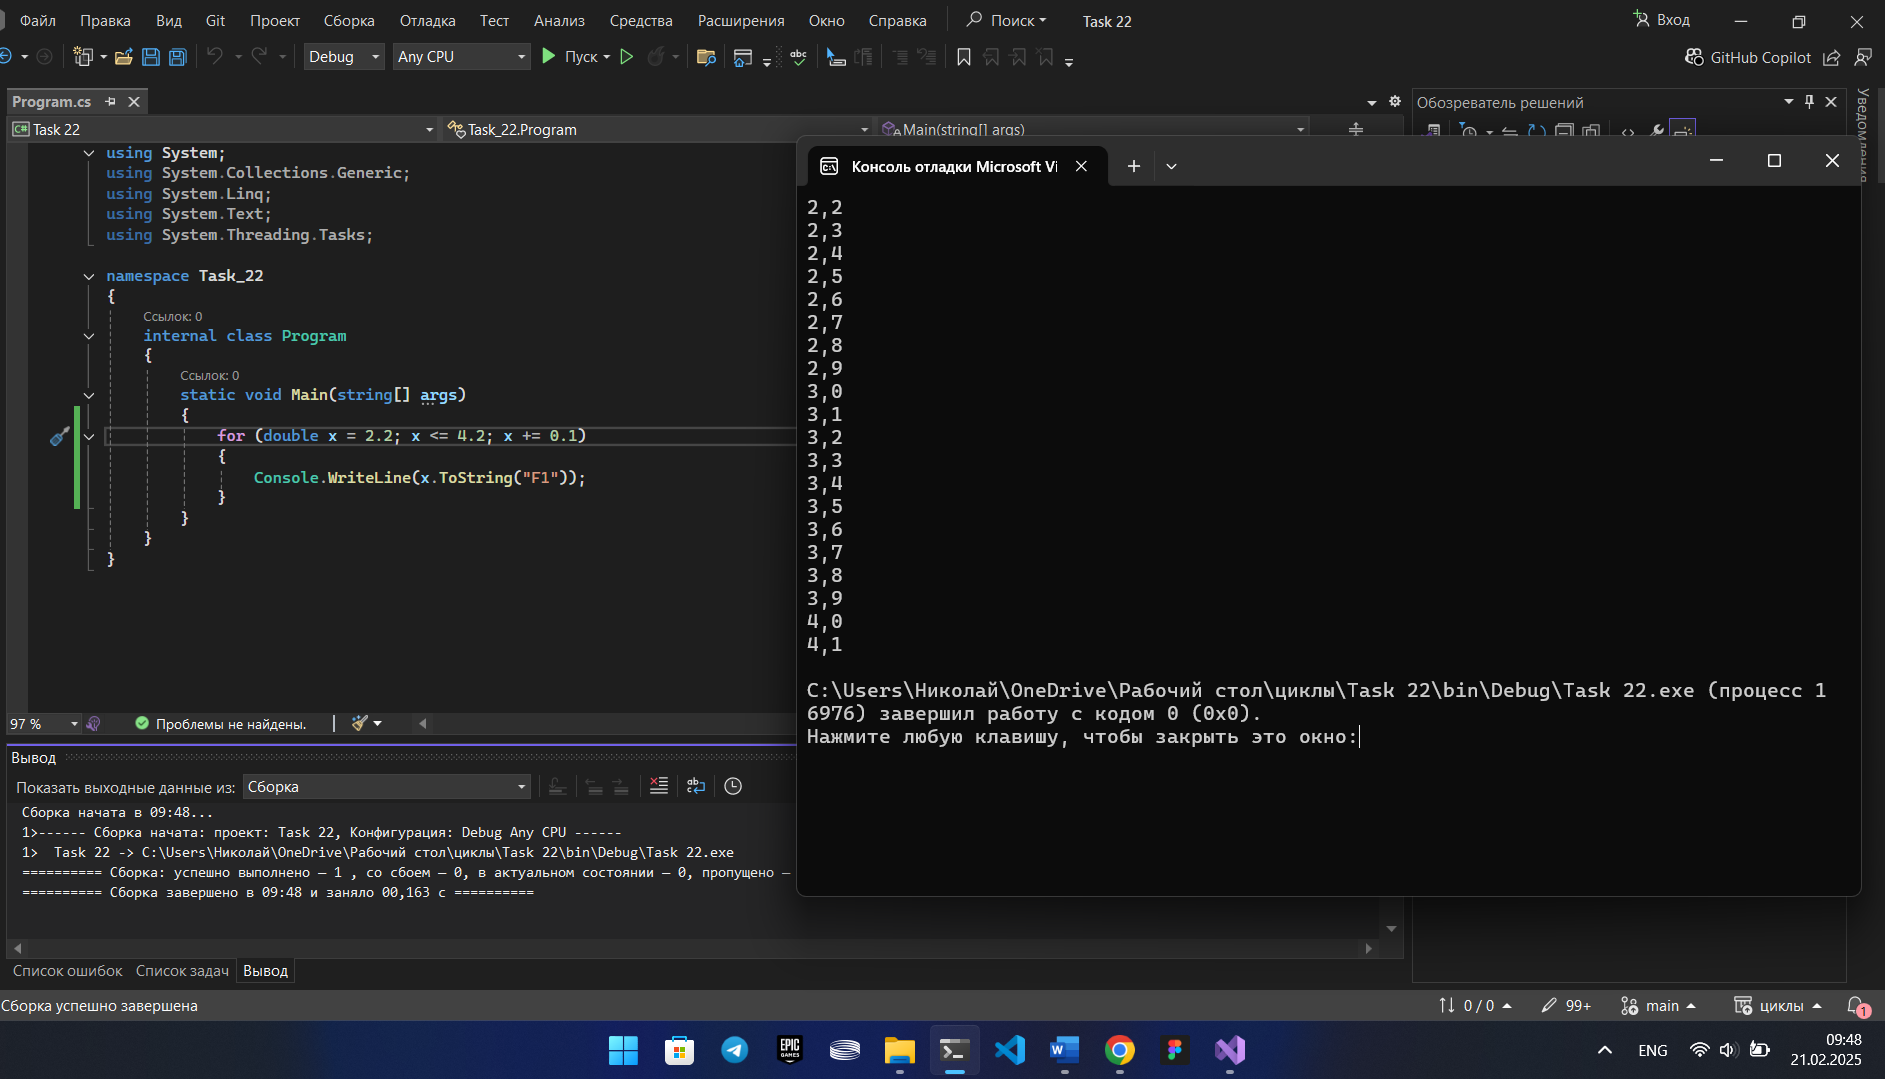 Файл Правка Вид Git Проект Сборка Отладка Тест Анализ Средства Расширения Окно Справка Поиск Task 22 Вход
Debug Any CPU Пуск abc GitHub Copilot
Program.cs
Обозреватель решений
Уведомления
Task 22 Task_22.Program Main(string[] args)
using System;
using System.Collections.Generic;
using System.Linq;
using System.Text;
using System.Threading.Tasks;
namespace Task_22
{
Ссылок: 0
internal class Program
{
Ссылок: 0
static void Main(string[] args)
{
for (double x = 2.2; x <= 4.2; x += 0.1)
{
Console.WriteLine(x.ToString("F1"));
}
}
}
}
97 % Проблемы не найдены.
Консоль отладки Microsoft Vi
2,2
2,3
2,4
2,5
2,6
2,7
2,8
2,9
3,0
3,1
3,2
3,3
3,4
3,5
3,6
3,7
3,8
3,9
4,0
4,1
C:\Users\Николай\OneDrive\Рабочий стол\циклы\Task 22\bin\Debug\Task 22.exe (процесс 1
6976) завершил работу с кодом 0 (0x0).
Нажмите любую клавишу, чтобы закрыть это окно:
Вывод
Показать выходные данные из: Сборка
Сборка начата в 09:48...
1>------ Сборка начата: проект: Task 22, Конфигурация: Debug Any CPU ------
1>  Task 22 -> C:\Users\Николай\OneDrive\Рабочий стол\циклы\Task 22\bin\Debug\Task 22.exe
========== Сборка: успешно выполнено — 1 , со сбоем — 0, в актуальном состоянии — 0, пропущено —
========== Сборка завершено в 09:48 и заняло 00,163 с ==========
Список ошибок Список задач Вывод
Сборка успешно завершена 0 / 0 99+ main циклы 1
EPIC GAMES
ENG 09:48
21.02.2025